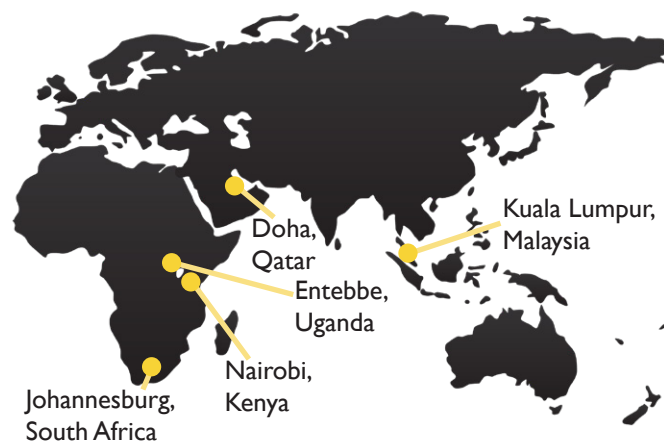 Doha,
Qatar
Kuala Lumpur,
Malaysia
Entebbe,
Uganda
Nairobi,
Kenya
Johannesburg,
South Africa